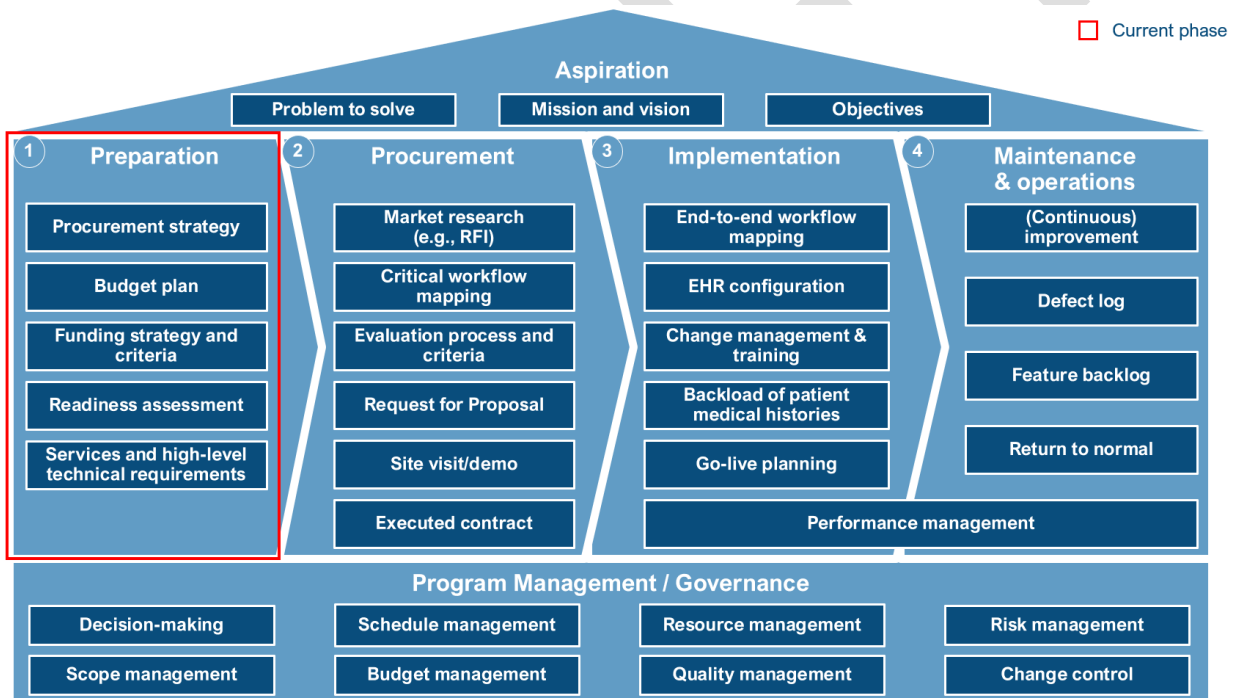 Current phase
Aspiration
Problem to solve
Mission and vision
Objectives
1
Preparation
Procurement strategy
Budget plan
Funding strategy and
criteria
Readiness assessment
Services and high-level
technical requirements
2
Procurement
Market research
(e.g., RFI)
Critical workflow
mapping
Evaluation process and
criteria
Request for Proposal
Site visit/demo
Executed contract
3
Implementation
End-to-end workflow
mapping
EHR configuration
Change management &
training
Backload of patient
medical histories
Go-live planning
4
Maintenance
& operations
(Continuous)
improvement
Defect log
Feature backlog
Return to normal
Performance management
Program Management / Governance
Decision-making
Schedule management
Resource management
Risk management
Scope management
Budget management
Quality management
Change control